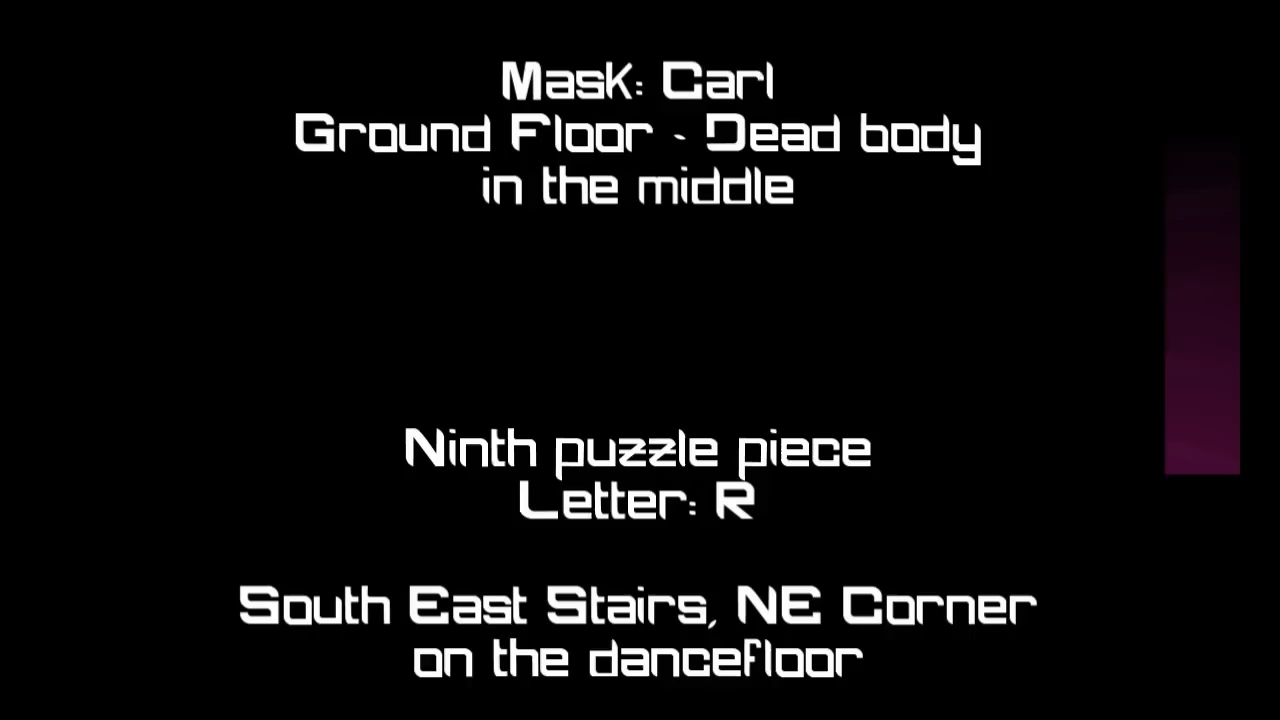 Mask: Carl
Ground Floor - Dead body
in the middle
Ninth puzzle piece
Letter: R
South East Stairs, NE Corner
on the dancefloor